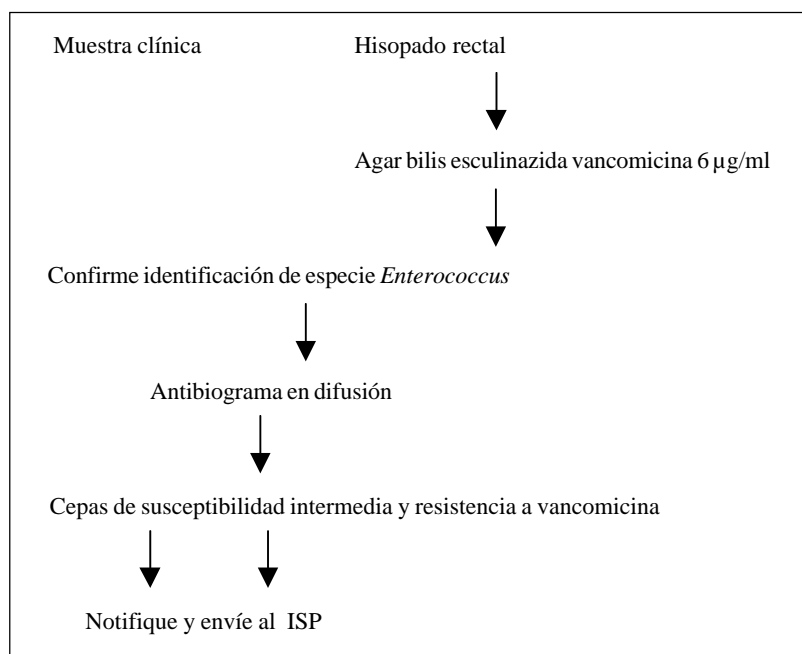 Muestra clínica
Hisopado rectal
Agar bilis esculinazida vancomicina 6 µg/ml
Confirme identificación de especie Enterococcus
Antibiograma en difusión
Cepas de susceptibilidad intermedia y resistencia a vancomicina
Notifique y envíe al ISP